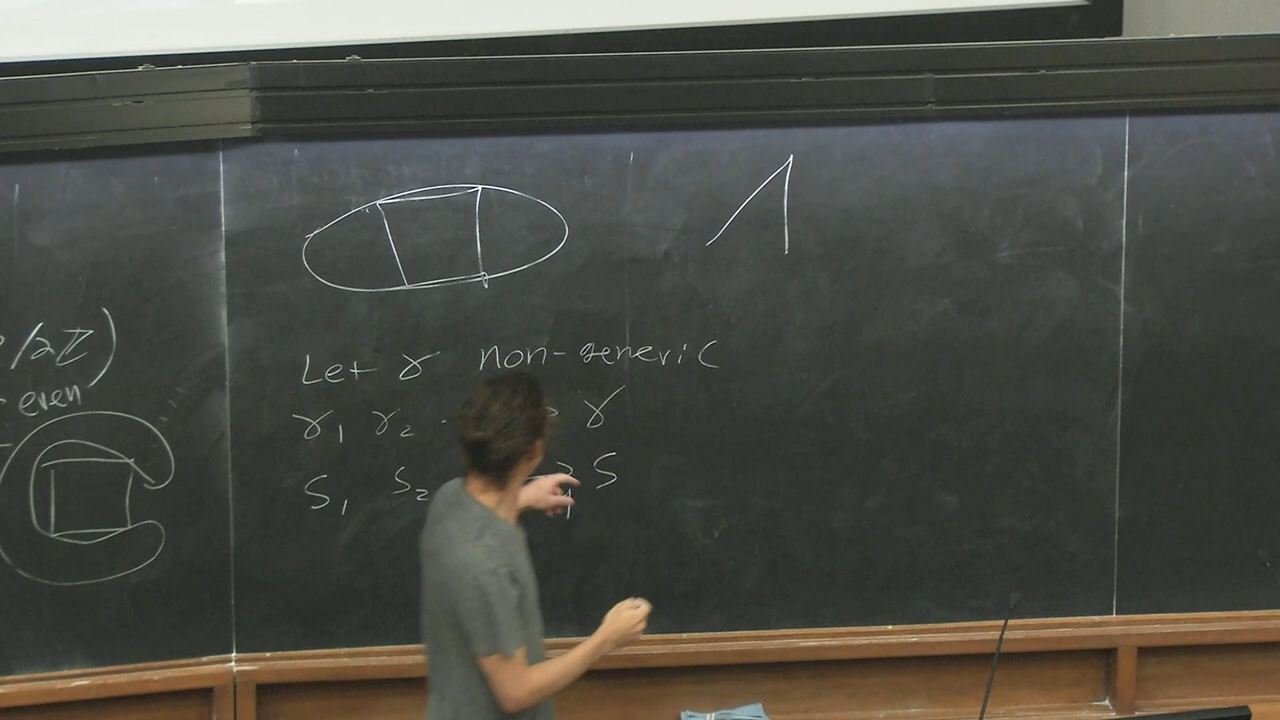 /2Z)
even
Let γ non-generic
γ₁ γ₂ γ
S₁ S₂ S